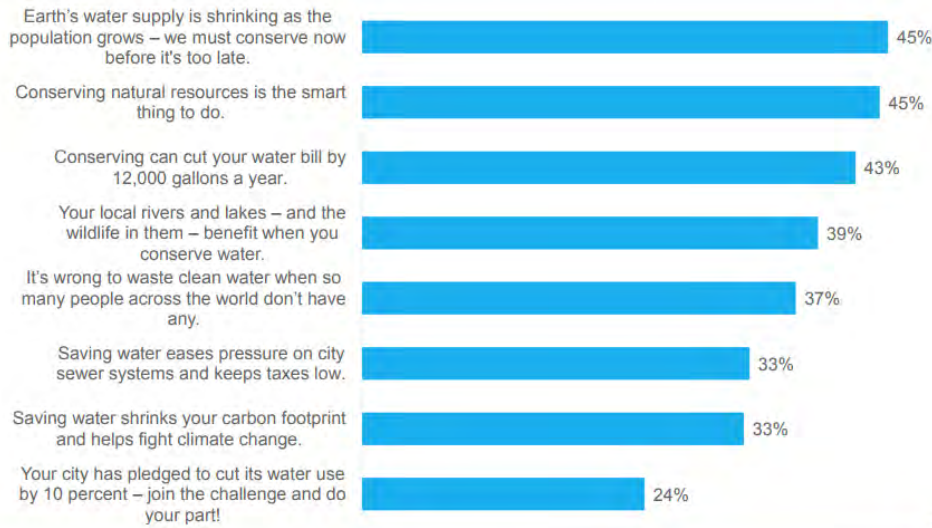 Earth’s water supply is shrinking as the
population grows – we must conserve now
before it's too late.
45%
Conserving natural resources is the smart
thing to do.
45%
Conserving can cut your water bill by
12,000 gallons a year.
43%
Your local rivers and lakes – and the
wildlife in them – benefit when you
conserve water.
39%
It’s wrong to waste clean water when so
many people across the world don’t have
any.
37%
Saving water eases pressure on city
sewer systems and keeps taxes low.
33%
Saving water shrinks your carbon footprint
and helps fight climate change.
33%
Your city has pledged to cut its water use
by 10 percent – join the challenge and do
your part!
24%